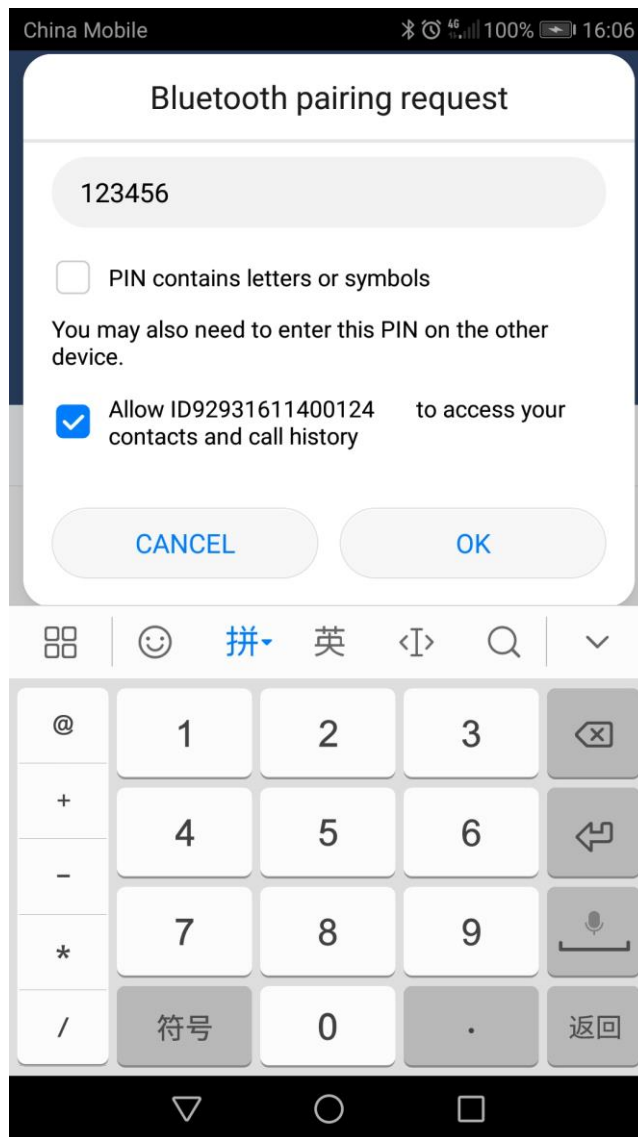 China Mobile 4G 100% 16:06
Bluetooth pairing request
123456
PIN contains letters or symbols
You may also need to enter this PIN on the other
device.
Allow ID92931611400124 to access your
contacts and call history
CANCEL OK
拼 英
@ 1 2 3
+ 4 5 6
-
* 7 8 9
/ 符号 0 . 返回